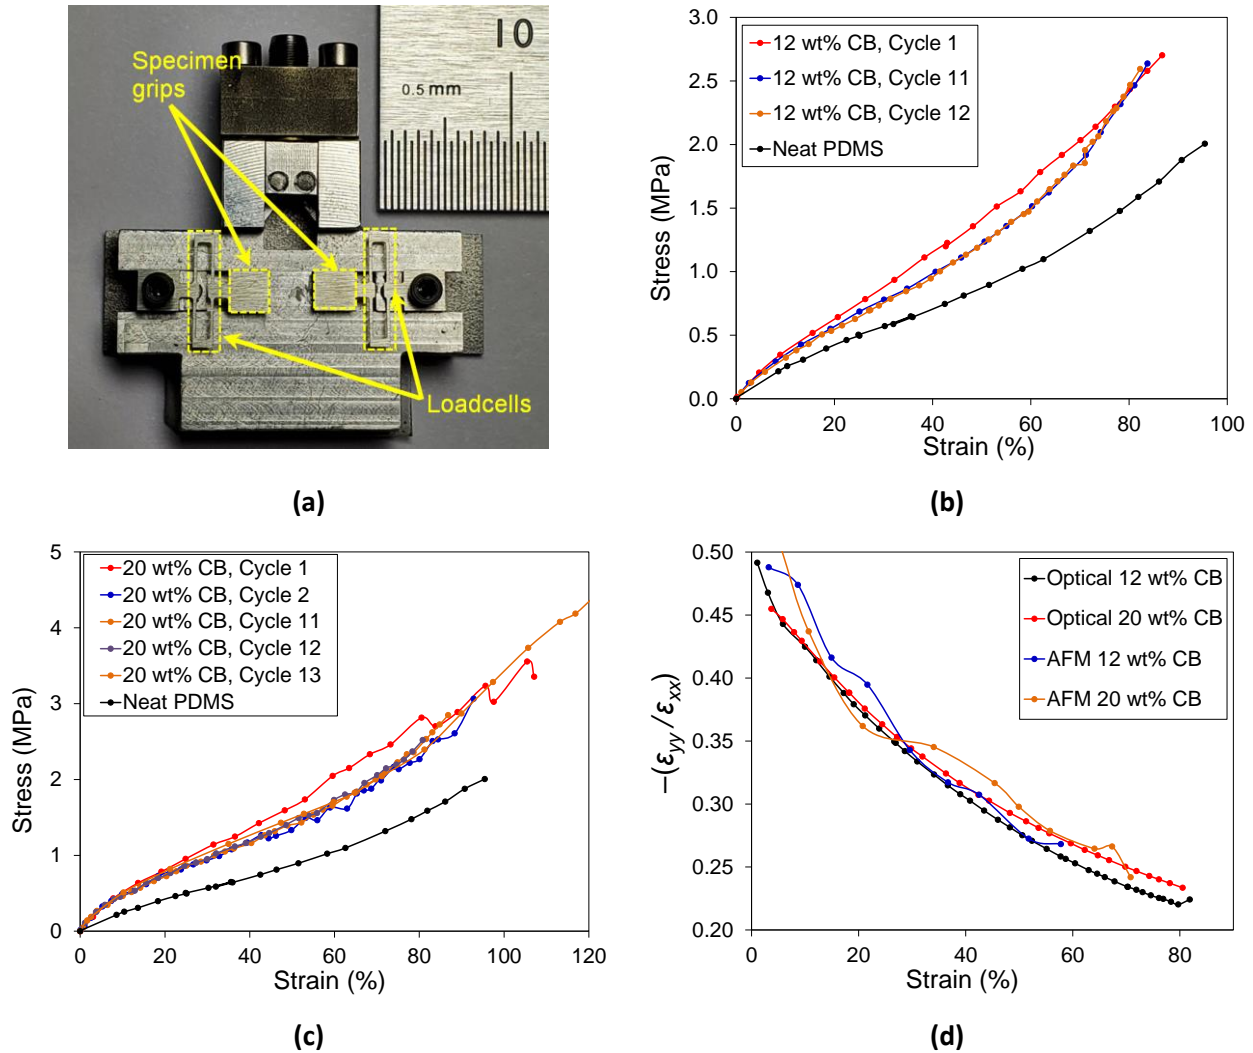 Specimen
grips
10
0.5 mm
Loadcells
(a)
3.0
2.5
2.0
1.5
1.0
0.5
0.0
Stress (MPa)
12 wt% CB, Cycle 1
12 wt% CB, Cycle 11
12 wt% CB, Cycle 12
Neat PDMS
0 20 40 60 80 100
Strain (%)
(b)
5
4
3
2
1
0
Stress (MPa)
20 wt% CB, Cycle 1
20 wt% CB, Cycle 2
20 wt% CB, Cycle 11
20 wt% CB, Cycle 12
20 wt% CB, Cycle 13
Neat PDMS
0 20 40 60 80 100 120
Strain (%)
(c)
0.50
0.45
0.40
0.35
0.30
0.25
0.20
−(εyy/εxx)
Optical 12 wt% CB
Optical 20 wt% CB
AFM 12 wt% CB
AFM 20 wt% CB
0 20 40 60 80
Strain (%)
(d)